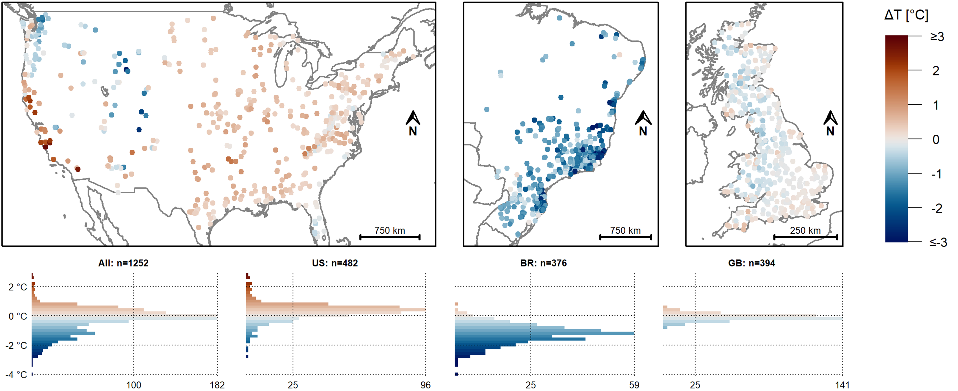 ΔT [°C]
≥3
2
1
0
-1
-2
≤-3
N
750 km
N
750 km
N
250 km
All: n=1252
US: n=482
BR: n=376
GB: n=394
2 °C
0 °C
-2 °C
-4 °C
100
182
25
96
25
59
25
141